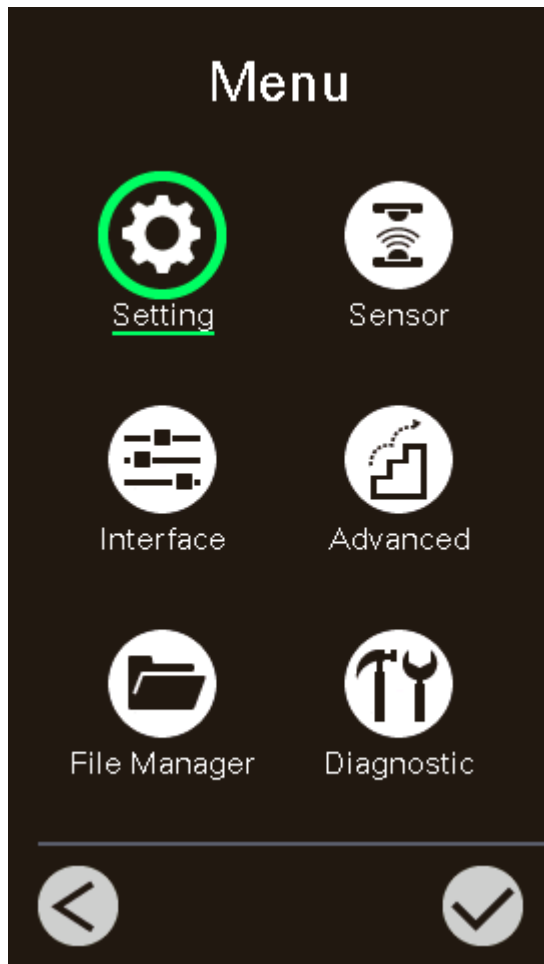 Menu
Setting
Sensor
Interface
Advanced
File Manager
Diagnostic